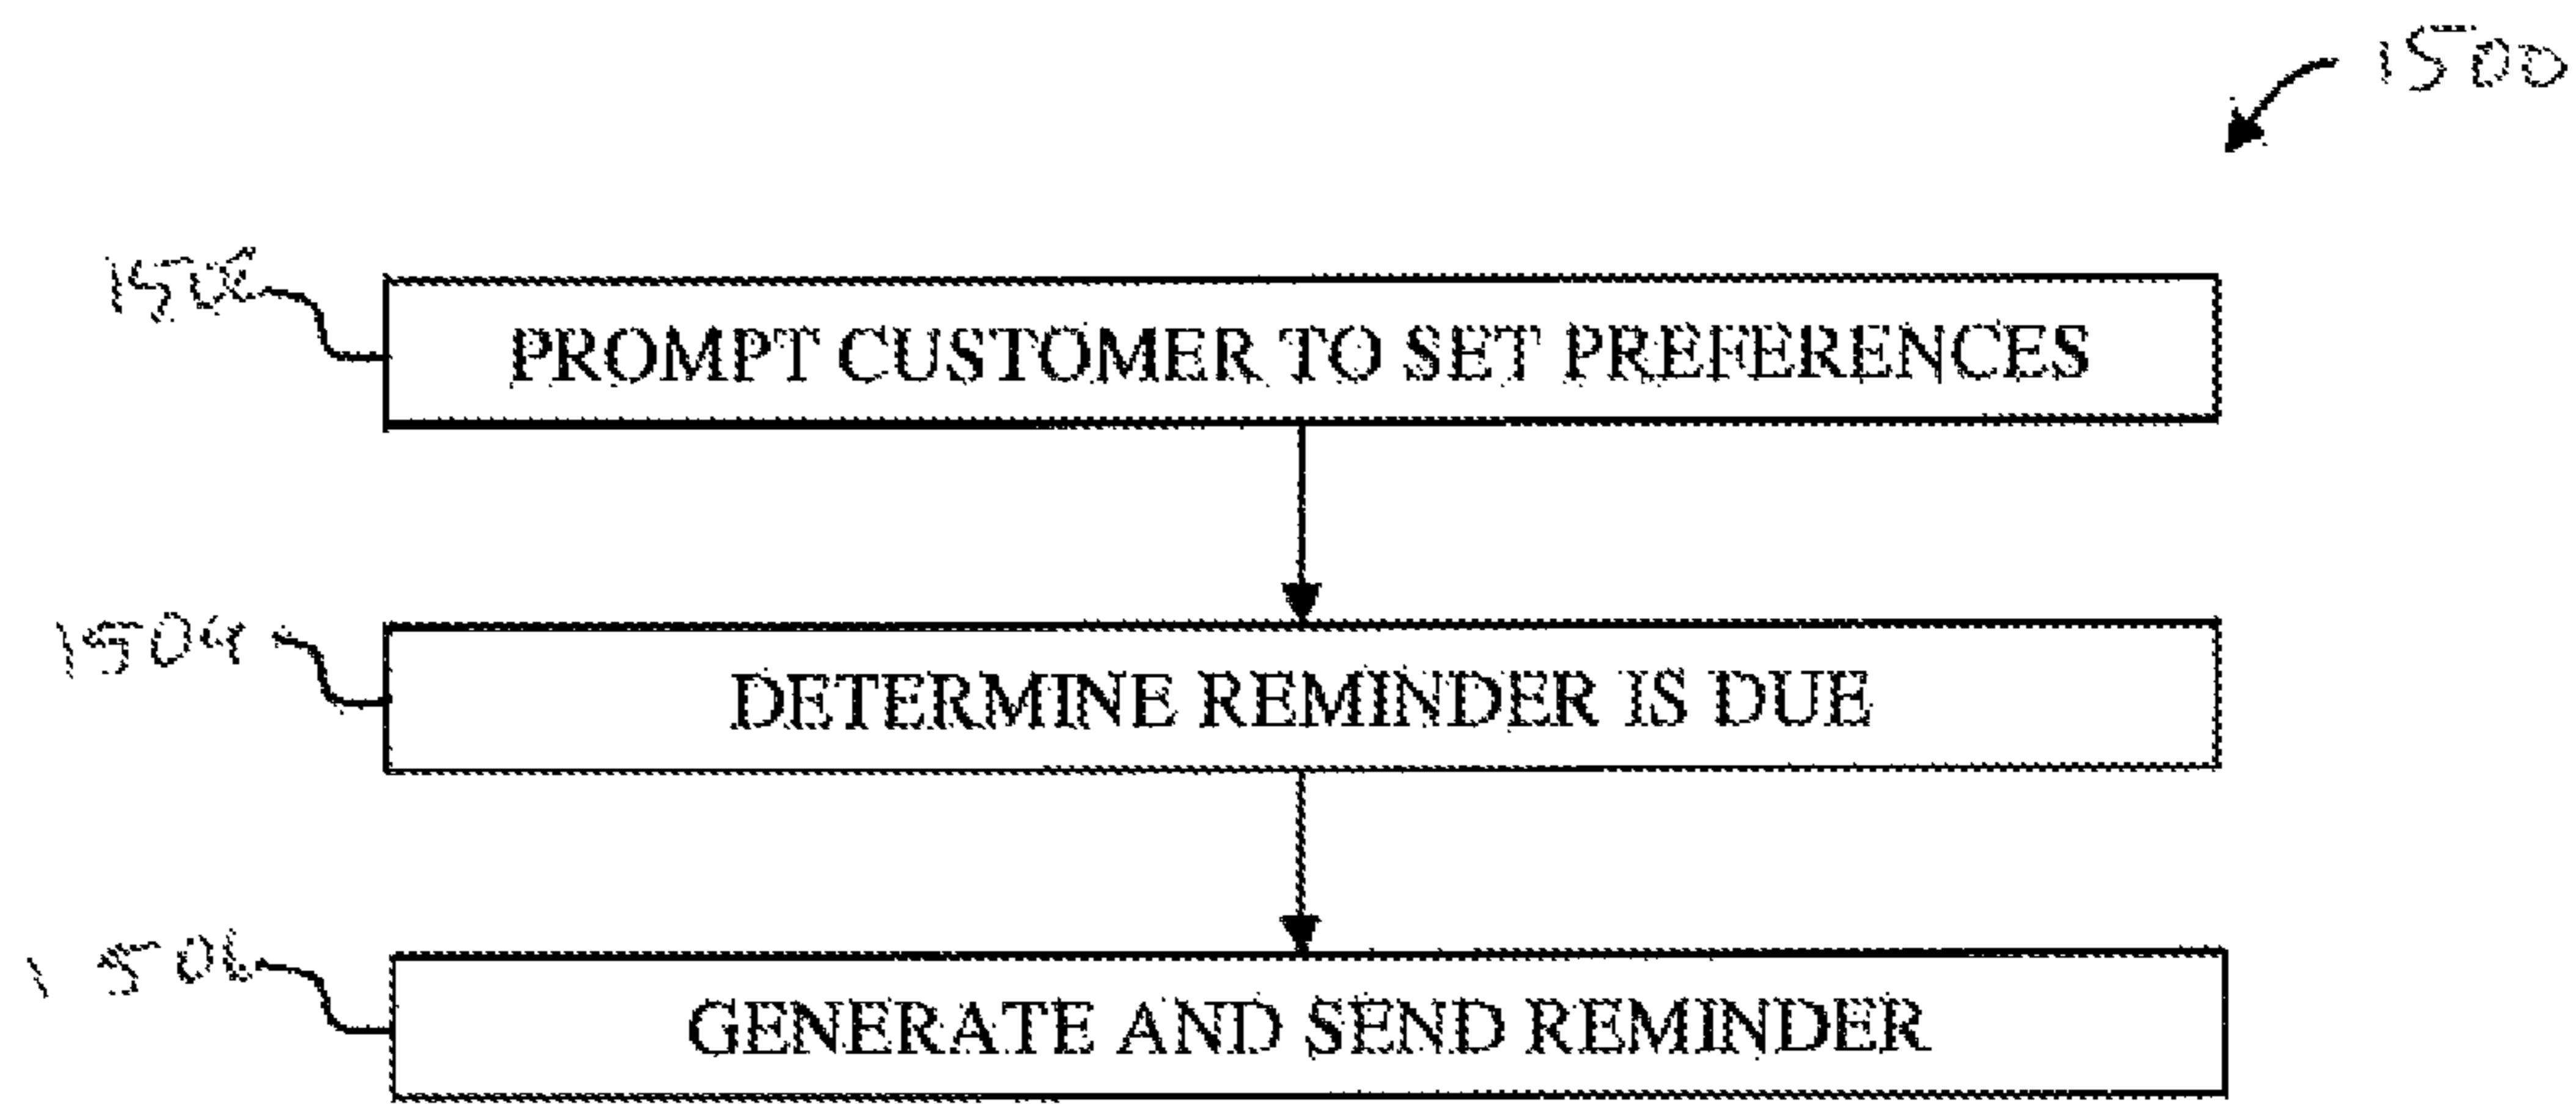 1500
1502
PROMPT CUSTOMER TO SET PREFERENCES
1504
DETERMINE REMINDER IS DUE
1506
GENERATE AND SEND REMINDER